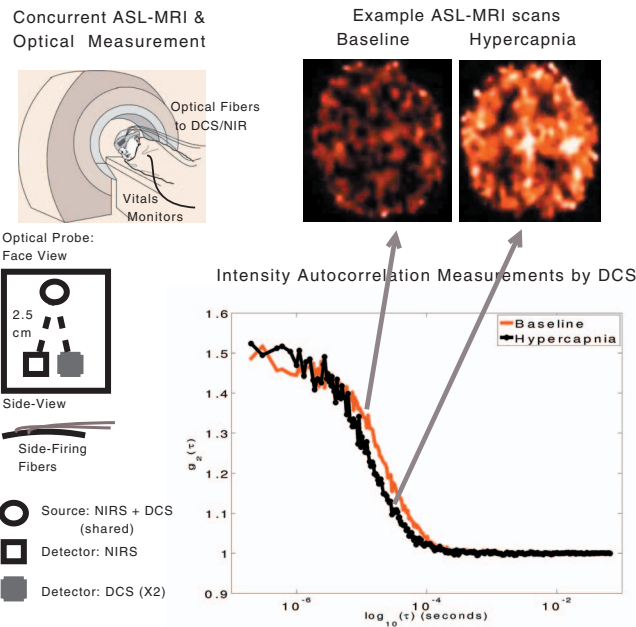 Concurrent ASL-MRI &
Optical Measurement
Optical Fibers
to DCS/NIR
Vitals
Monitors
Example ASL-MRI scans
Baseline Hypercapnia
Optical Probe:
Face View
2.5
cm
Side-View
Side-Firing
Fibers
Source: NIRS + DCS
(shared)
Detector: NIRS
Detector: DCS (X2)
Intensity Autocorrelation Measurements by DCS
Baseline
Hypercapnia
g₂(τ)
1.6
1.5
1.4
1.3
1.2
1.1
1
0.9
10⁻⁶ 10⁻⁴ 10⁻²
log₁₀(τ) (seconds)